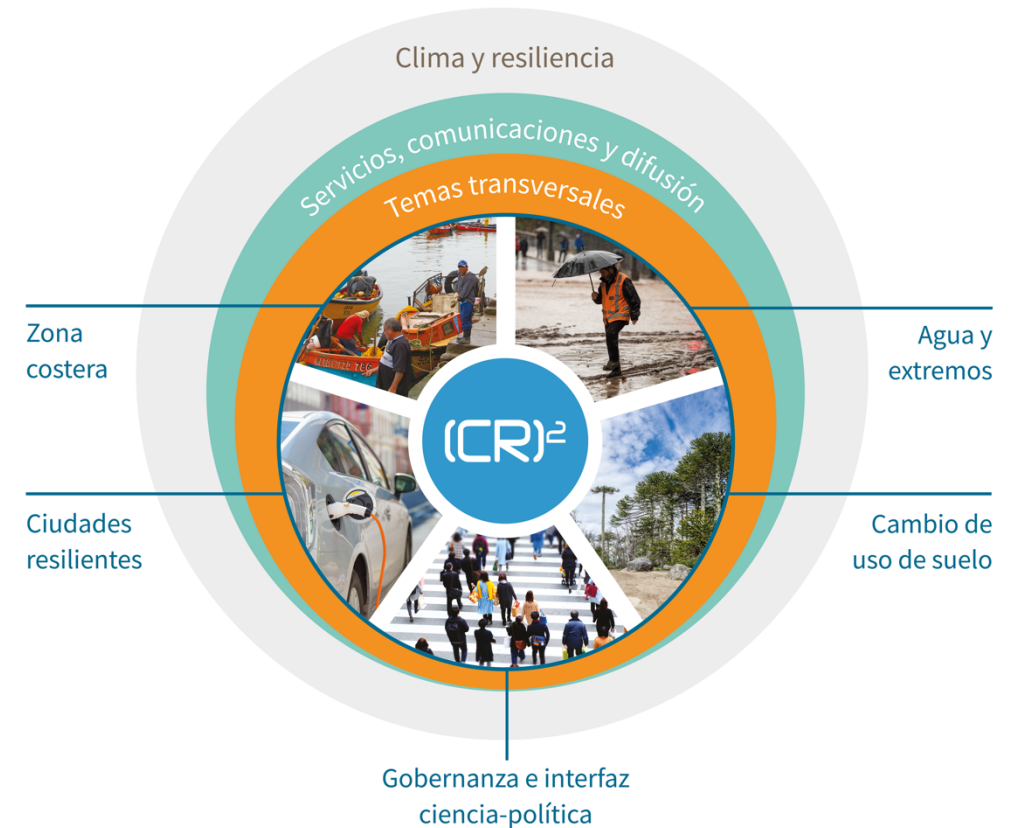 Clima y resiliencia
Servicios, comunicaciones y difusión
Temas transversales
Zona
costera
Agua y
extremos
(CR)²
Ciudades
resilientes
Cambio de
uso de suelo
Gobernanza e interfaz
ciencia-política